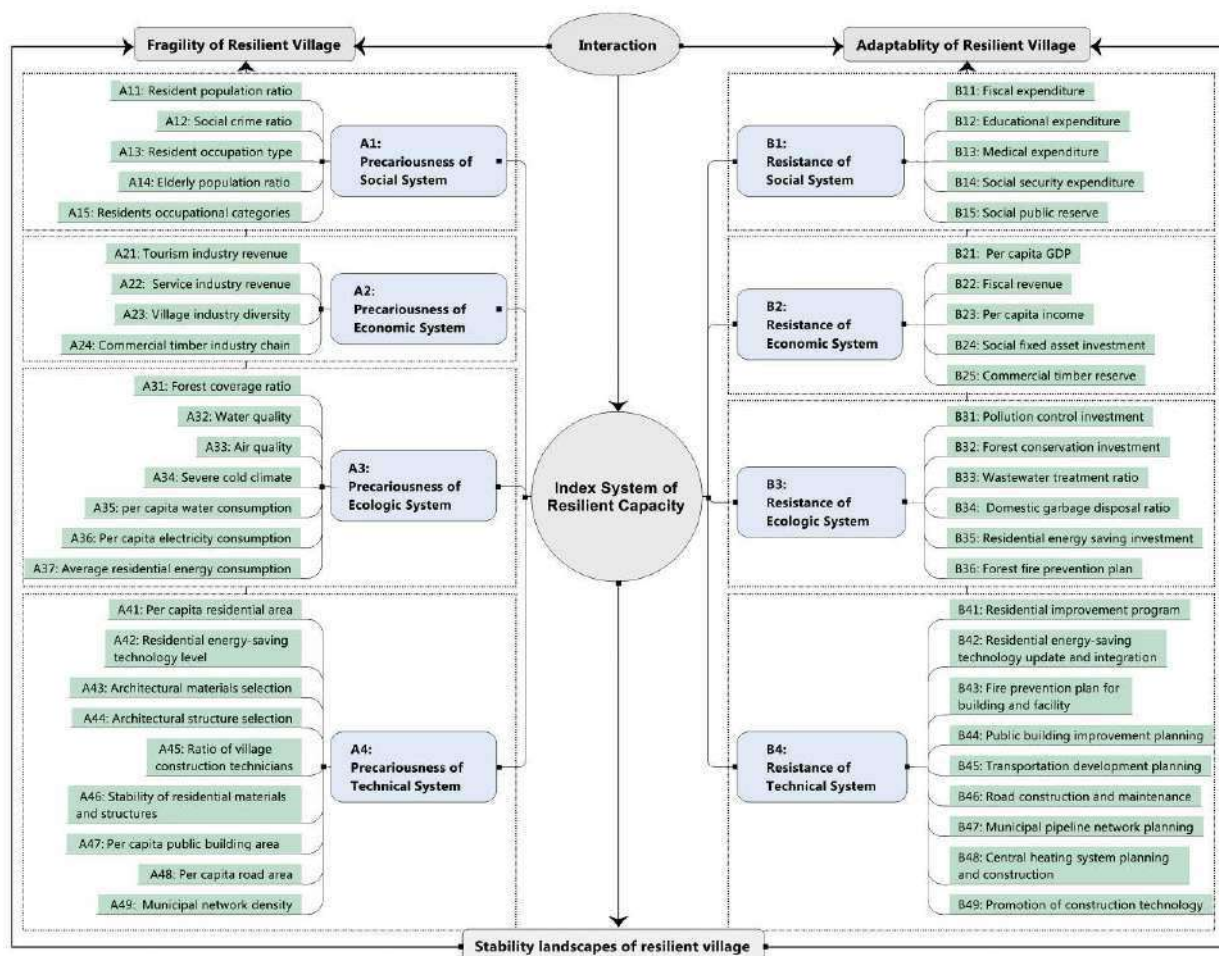 Fragility of Resilient Village
Interaction
Adaptablity of Resilient Village
A11: Resident population ratio
A12: Social crime ratio
A13: Resident occupation type
A14: Elderly population ratio
A15: Residents occupational categories
A1:
Precariousness of
Social System
A21: Tourism industry revenue
A22: Service industry revenue
A23: Village industry diversity
A24: Commercial timber industry chain
A2:
Precariousness of
Economic System
A31: Forest coverage ratio
A32: Water quality
A33: Air quality
A34: Severe cold climate
A35: per capita water consumption
A36: Per capita electricity consumption
A37: Average residential energy consumption
A3:
Precariousness of
Ecologic System
A41: Per capita residential area
A42: Residential energy-saving
technology level
A43: Architectural materials selection
A44: Architectural structure selection
A45: Ratio of village
construction technicians
A46: Stability of residential materials
and structures
A47: Per capita public building area
A48: Per capita road area
A49: Municipal network density
A4:
Precariousness of
Technical System
Index System of
Resilient Capacity
B1:
Resistance of
Social System
B11: Fiscal expenditure
B12: Educational expenditure
B13: Medical expenditure
B14: Social security expenditure
B15: Social public reserve
B2:
Resistance of
Economic System
B21: Per capita GDP
B22: Fiscal revenue
B23: Per capita income
B24: Social fixed asset investment
B25: Commercial timber reserve
B3:
Resistance of
Ecologic System
B31: Pollution control investment
B32: Forest conservation investment
B33: Wastewater treatment ratio
B34: Domestic garbage disposal ratio
B35: Residential energy saving investment
B36: Forest fire prevention plan
B4:
Resistance of
Technical System
B41: Residential improvement program
B42: Residential energy-saving
technology update and integration
B43: Fire prevention plan for
building and facility
B44: Public building improvement planning
B45: Transportation development planning
B46: Road construction and maintenance
B47: Municipal pipeline network planning
B48: Central heating system planning
and construction
B49: Promotion of construction technology
Stability landscapes of resilient village